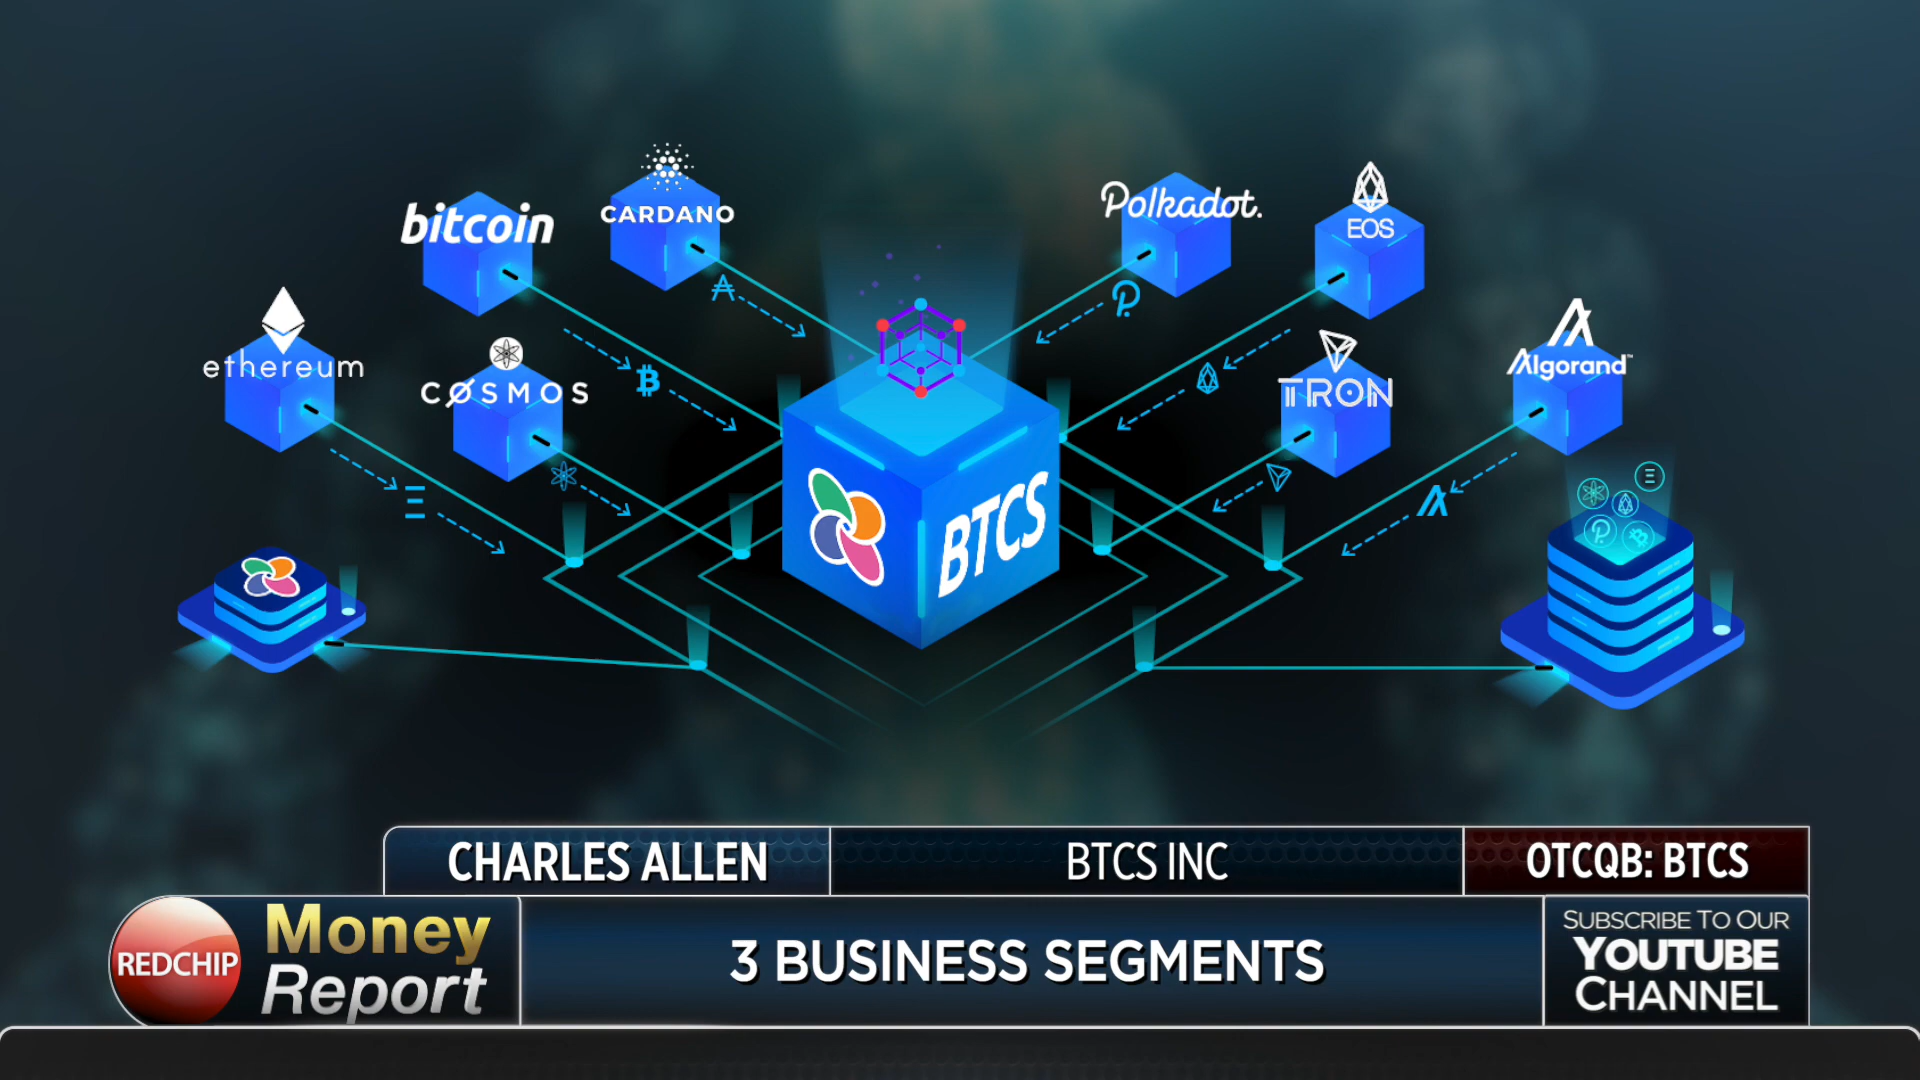 bitcoin
CARDANO
Polkadot.
EOS
ethereum
COSMOS
TRON
Algorand™
BTCS
CHARLES ALLEN
BTCS INC
OTCQB: BTCS
REDCHIP
Money
Report
3 BUSINESS SEGMENTS
SUBSCRIBE TO OUR
YOUTUBE
CHANNEL